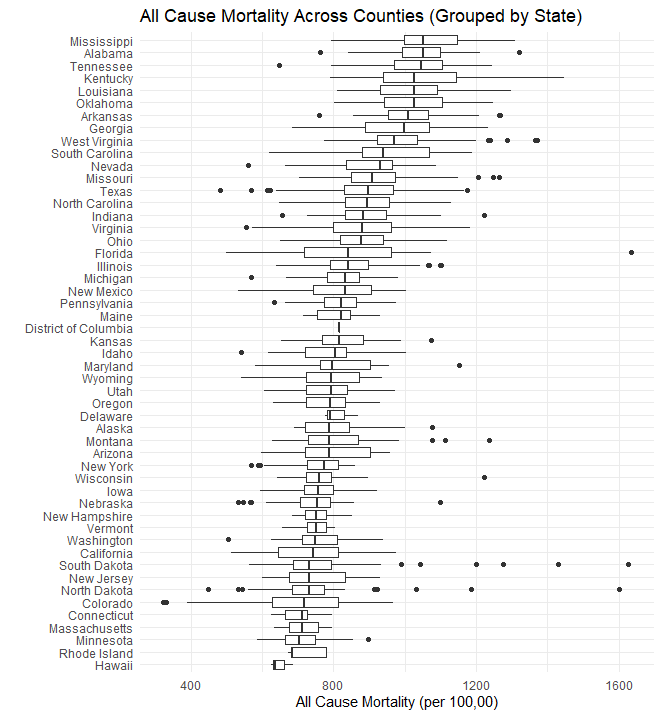 All Cause Mortality Across Counties (Grouped by State)
Mississippi
Alabama
Tennessee
Kentucky
Louisiana
Oklahoma
Arkansas
Georgia
West Virginia
South Carolina
Nevada
Missouri
Texas
North Carolina
Indiana
Virginia
Ohio
Florida
Illinois
Michigan
New Mexico
Pennsylvania
Maine
District of Columbia
Kansas
Idaho
Maryland
Wyoming
Utah
Oregon
Delaware
Alaska
Montana
Arizona
New York
Wisconsin
Iowa
Nebraska
New Hampshire
Vermont
Washington
California
South Dakota
New Jersey
North Dakota
Colorado
Connecticut
Massachusetts
Minnesota
Rhode Island
Hawaii
400 800 1200 1600
All Cause Mortality (per 100,00)